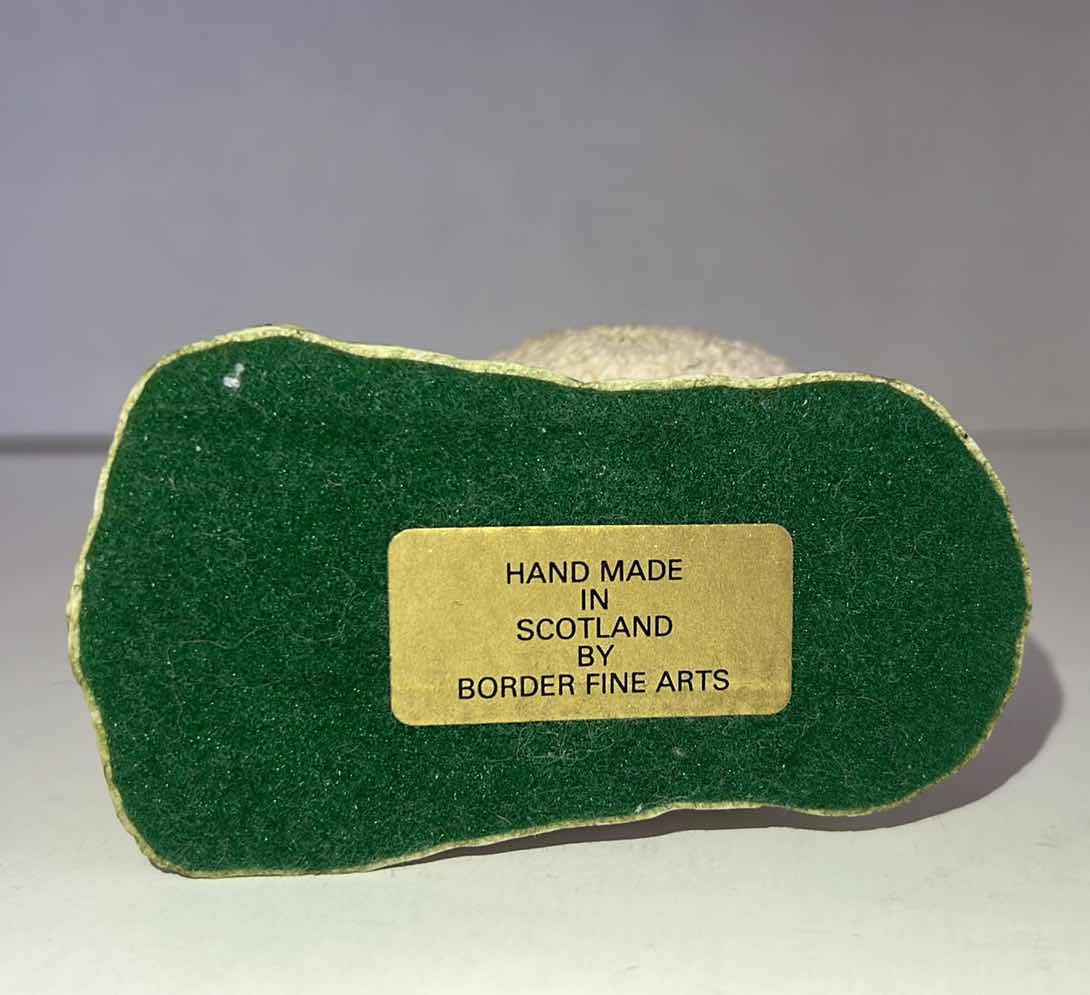 HAND MADE
IN
SCOTLAND
BY
BORDER FINE ARTS